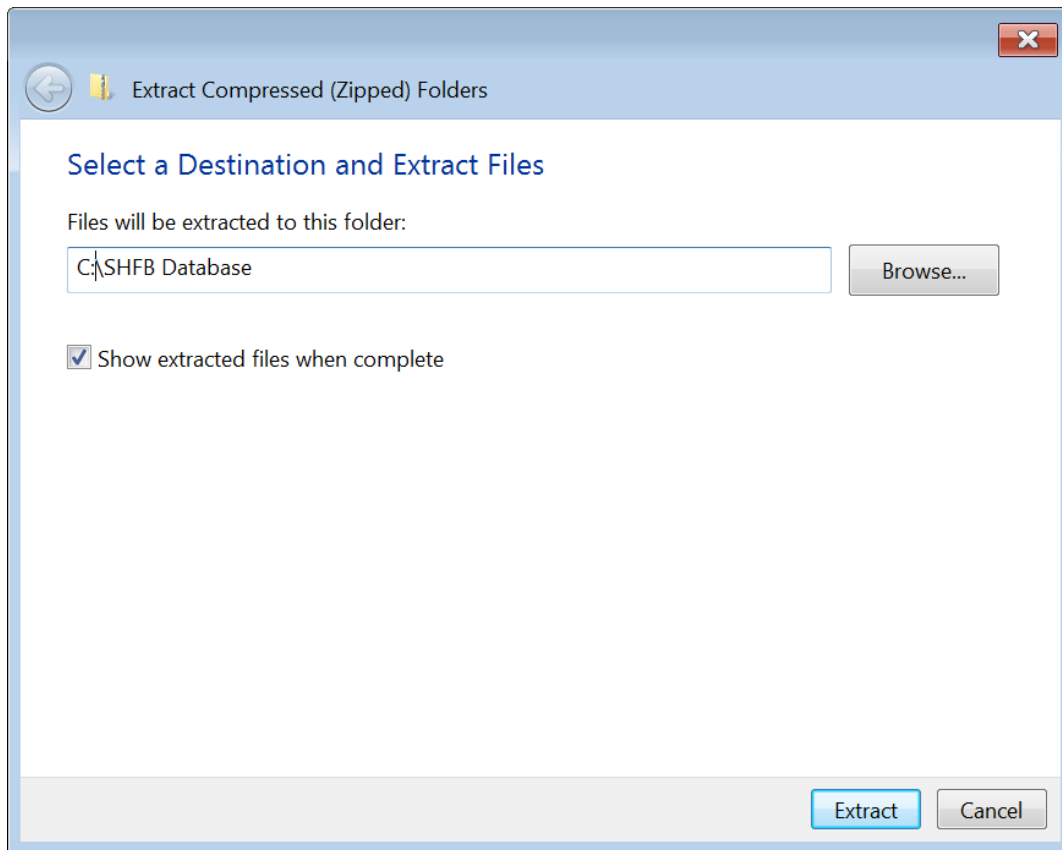 Extract Compressed (Zipped) Folders
Select a Destination and Extract Files
Files will be extracted to this folder:
C:\SHFB Database
Browse...
Show extracted files when complete
Extract
Cancel